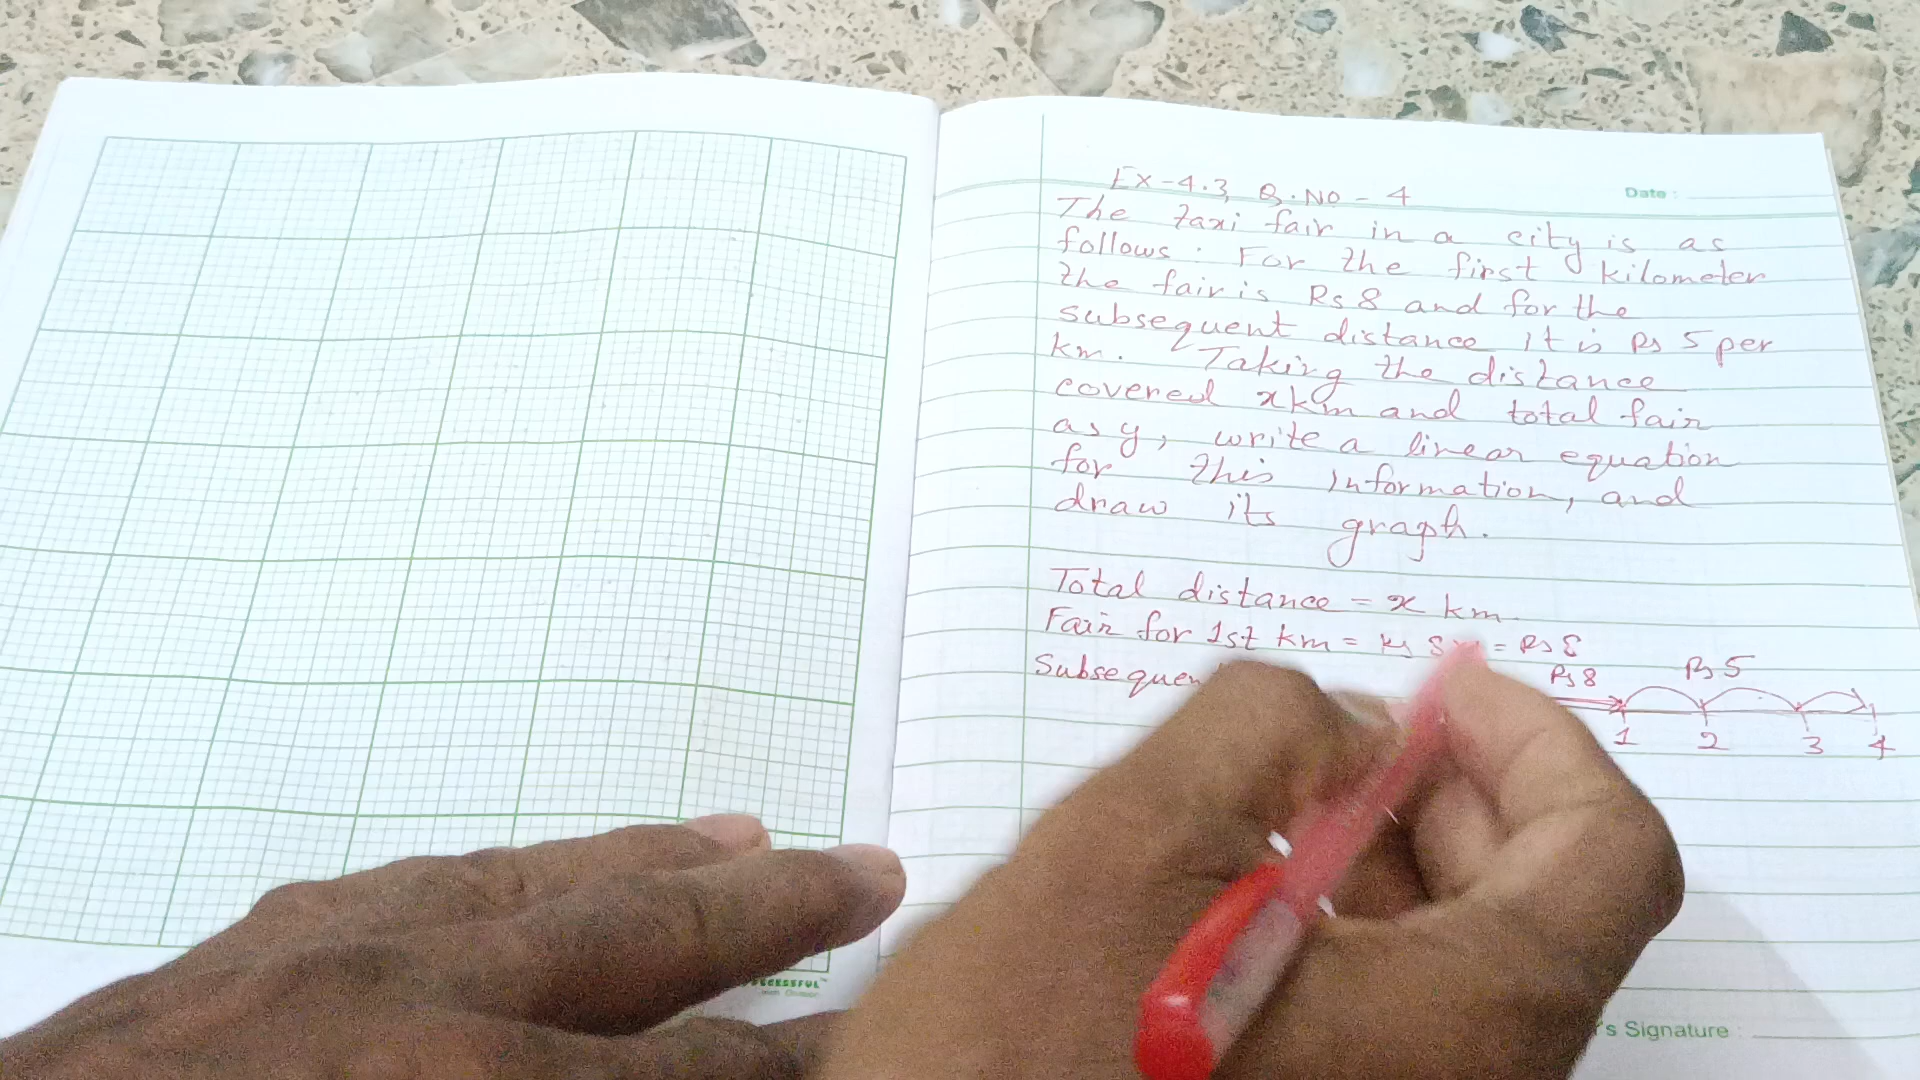 Ex-4.3, Q.No - 4
Date :
The taxi fair in a city is as
follows : For the first kilometer
the fair is Rs 8 and for the
subsequent distance it is Rs 5 per
km. Taking the distance
covered x km and total fair
as y, write a linear equation
for this information, and
draw its graph.
Total distance = x km
Fair for 1st km = Rs 8 = Rs 8
Subsequen
Rs 8 Rs 5
1 2 3 4
's Signature